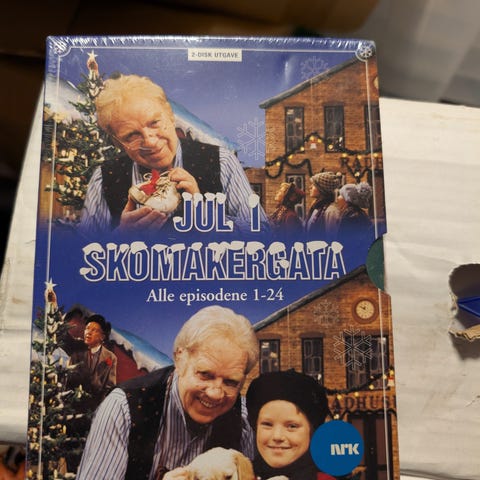 2-DISK UTGAVE
JUL I
SKOMAKERGATA
Alle episodene 1-24
NRK